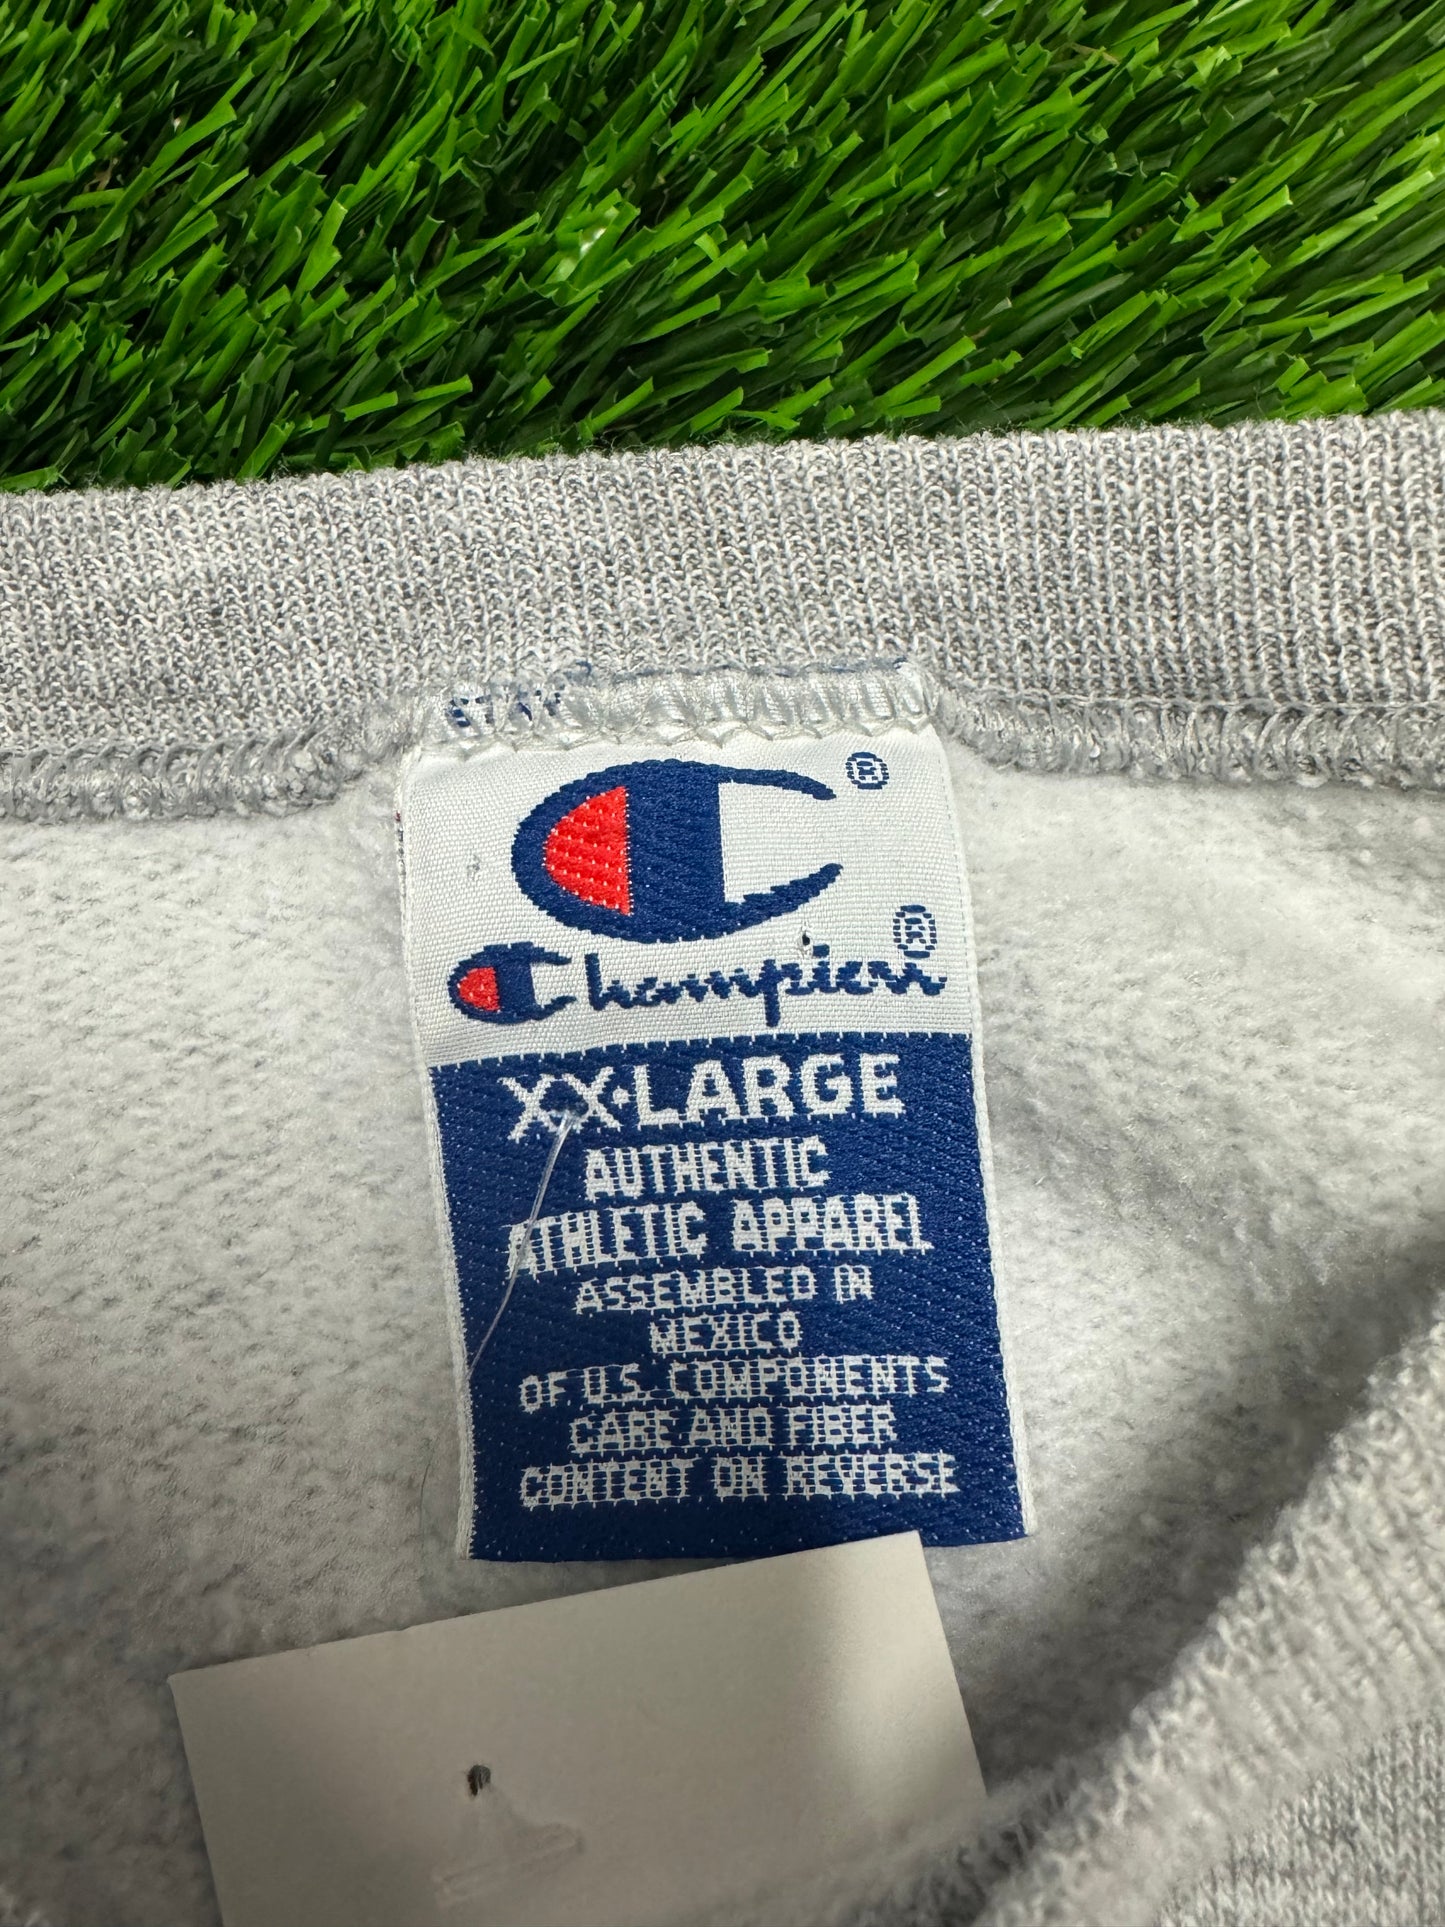 ®
Champion®
XX-LARGE
AUTHENTIC
ATHLETIC APPAREL
ASSEMBLED IN
MEXICO
OF U.S. COMPONENTS
CARE AND FIBER
CONTENT ON REVERSE